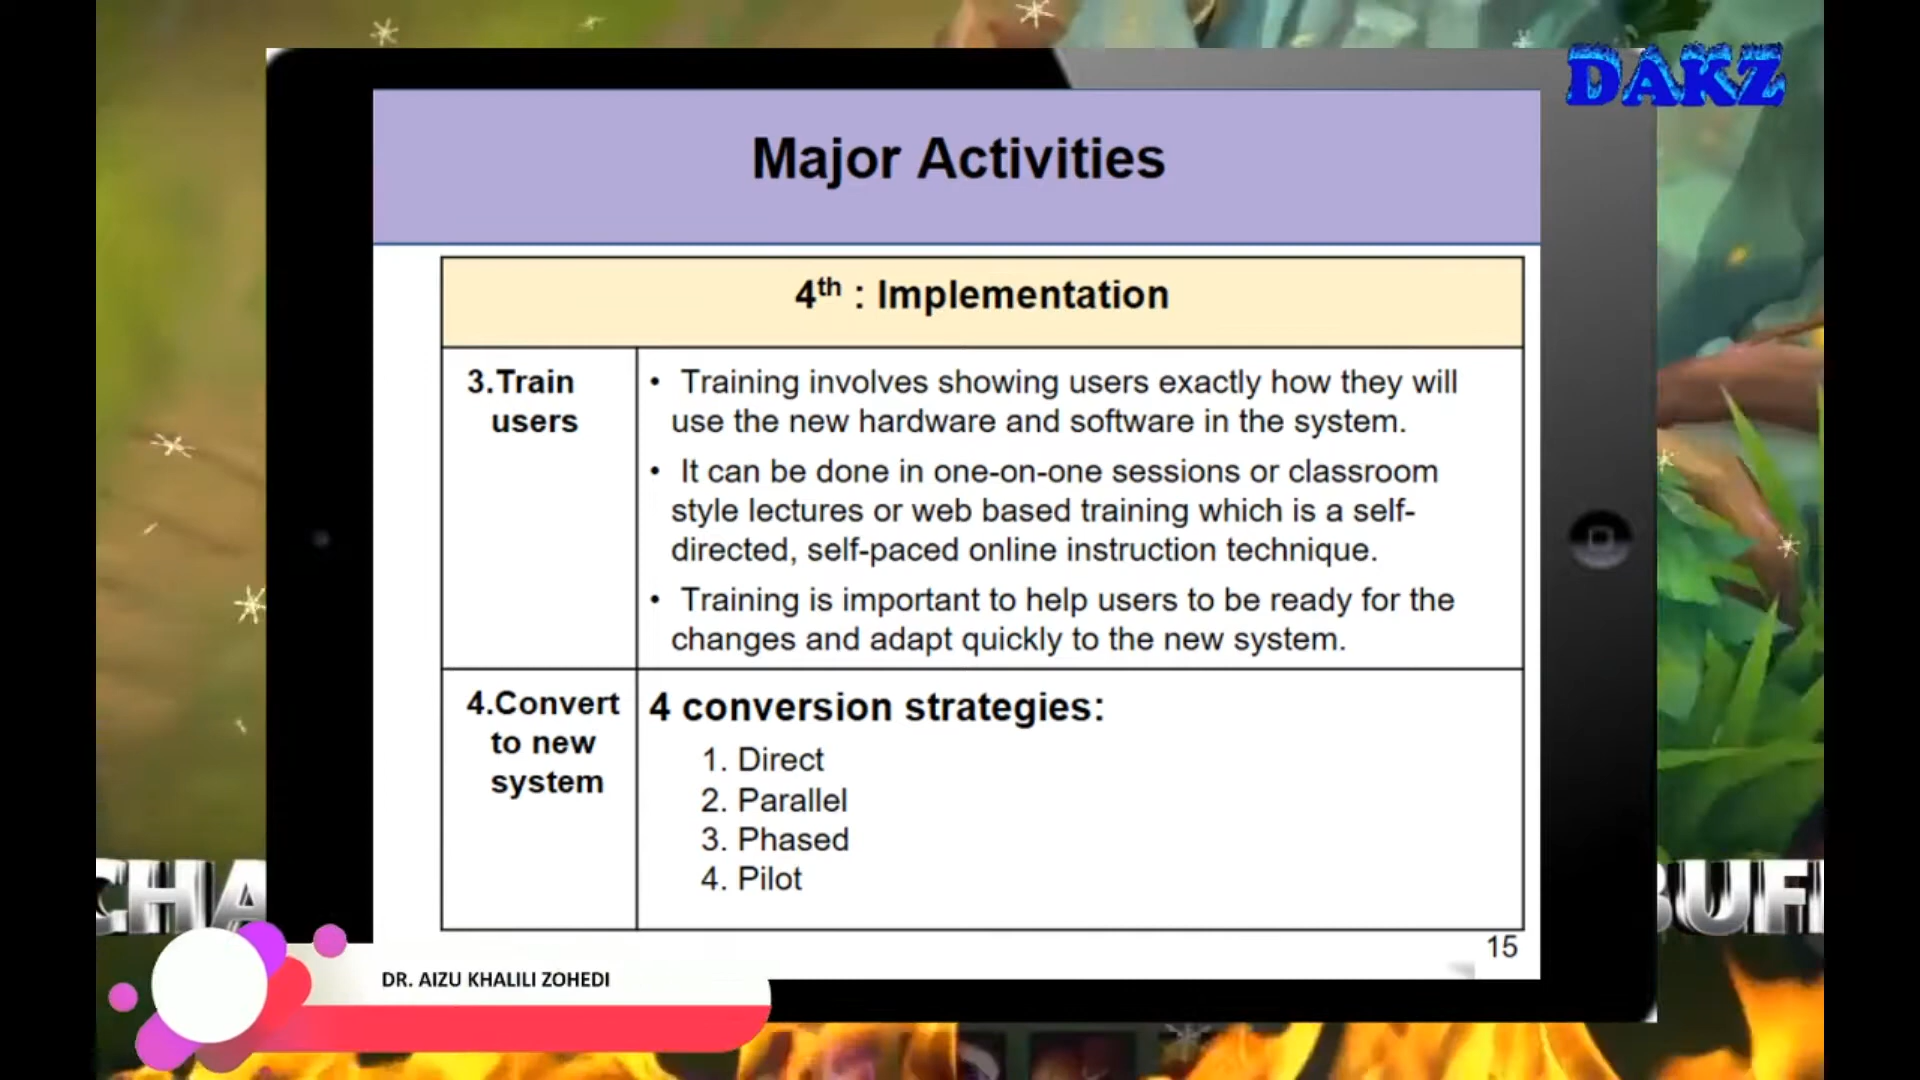 DAKZ
Major Activities
4th : Implementation
3.Train
users
• Training involves showing users exactly how they will
use the new hardware and software in the system.
• It can be done in one-on-one sessions or classroom
style lectures or web based training which is a self-
directed, self-paced online instruction technique.
• Training is important to help users to be ready for the
changes and adapt quickly to the new system.
4.Convert
to new
system
4 conversion strategies:
1. Direct
2. Parallel
3. Phased
4. Pilot
15
CHA
BUF
DR. AIZU KHALILI ZOHEDI